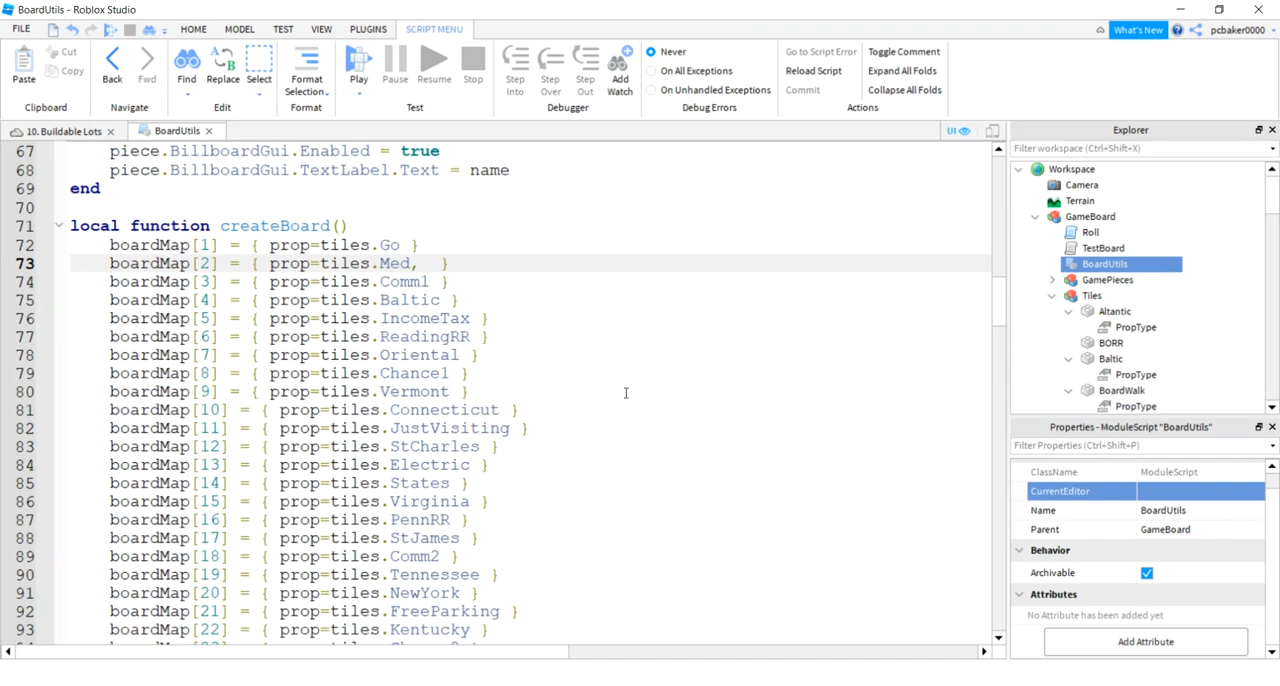 BoardUtils - Roblox Studio
FILE HOME MODEL TEST VIEW PLUGINS SCRIPT MENU What's New pcbaker0000
Paste Cut Copy Back Fwd Find Replace Select Format Selection Play Pause Resume Stop Step Into Step Over Step Out Add Watch Never On All Exceptions On Unhandled Exceptions Go to Script Error Reload Script Commit Toggle Comment Expand All Folds Collapse All Folds
Clipboard Navigate Edit Format Test Debugger Debug Errors Actions
10. Buildable Lots BoardUtils UI
67 piece.BillboardGui.Enabled = true
68 piece.BillboardGui.TextLabel.Text = name
69 end
70
71 local function createBoard()
72 boardMap[1] = { prop=tiles.Go }
73 boardMap[2] = { prop=tiles.Med, }
74 boardMap[3] = { prop=tiles.Comm1 }
75 boardMap[4] = { prop=tiles.Baltic }
76 boardMap[5] = { prop=tiles.IncomeTax }
77 boardMap[6] = { prop=tiles.ReadingRR }
78 boardMap[7] = { prop=tiles.Oriental }
79 boardMap[8] = { prop=tiles.Chance1 }
80 boardMap[9] = { prop=tiles.Vermont }
81 boardMap[10] = { prop=tiles.Connecticut }
82 boardMap[11] = { prop=tiles.JustVisiting }
83 boardMap[12] = { prop=tiles.StCharles }
84 boardMap[13] = { prop=tiles.Electric }
85 boardMap[14] = { prop=tiles.States }
86 boardMap[15] = { prop=tiles.Virginia }
87 boardMap[16] = { prop=tiles.PennRR }
88 boardMap[17] = { prop=tiles.StJames }
89 boardMap[18] = { prop=tiles.Comm2 }
90 boardMap[19] = { prop=tiles.Tennessee }
91 boardMap[20] = { prop=tiles.NewYork }
92 boardMap[21] = { prop=tiles.FreeParking }
93 boardMap[22] = { prop=tiles.Kentucky }
Explorer
Filter workspace (Ctrl+Shift+X)
Workspace
Camera
Terrain
GameBoard
Roll
TestBoard
BoardUtils
GamePieces
Tiles
Altantic
PropType
BORR
Baltic
PropType
BoardWalk
PropType
Properties - ModuleScript "BoardUtils"
Filter Properties (Ctrl+Shift+P)
ClassName ModuleScript
CurrentEditor
Name BoardUtils
Parent GameBoard
Behavior
Archivable
Attributes
No Attribute has been added yet
Add Attribute